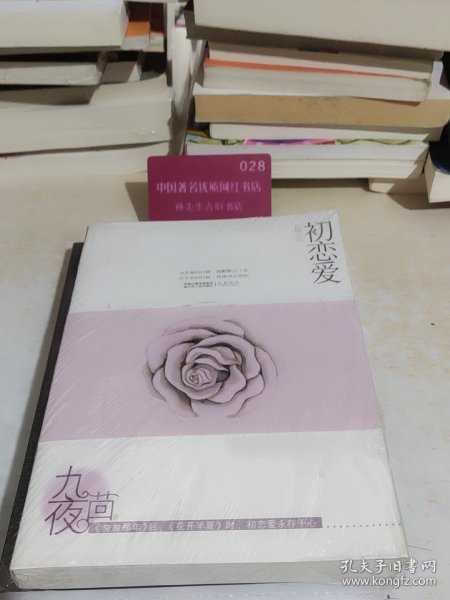 028
中国著名优质网红书店
孙先生古旧书店
初恋爱
九夜茴
《匆匆那年》后，《花开半夏》时，初恋爱永存于心
孔夫子旧书网
www.kongfz.com